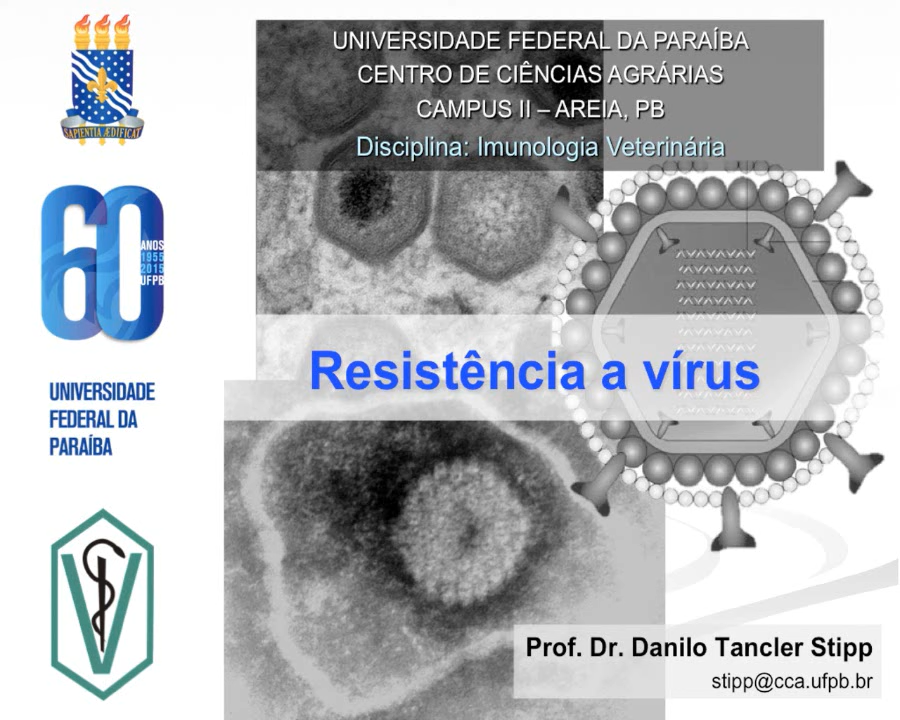 UNIVERSIDADE FEDERAL DA PARAÍBA
CENTRO DE CIÊNCIAS AGRÁRIAS
CAMPUS II – AREIA, PB
Disciplina: Imunologia Veterinária
SAPIENTIA ÆDIFICAT
60
ANOS
1955
2015
UFPB
UNIVERSIDADE
FEDERAL DA
PARAÍBA
Resistência a vírus
V
Prof. Dr. Danilo Tancler Stipp
stipp@cca.ufpb.br